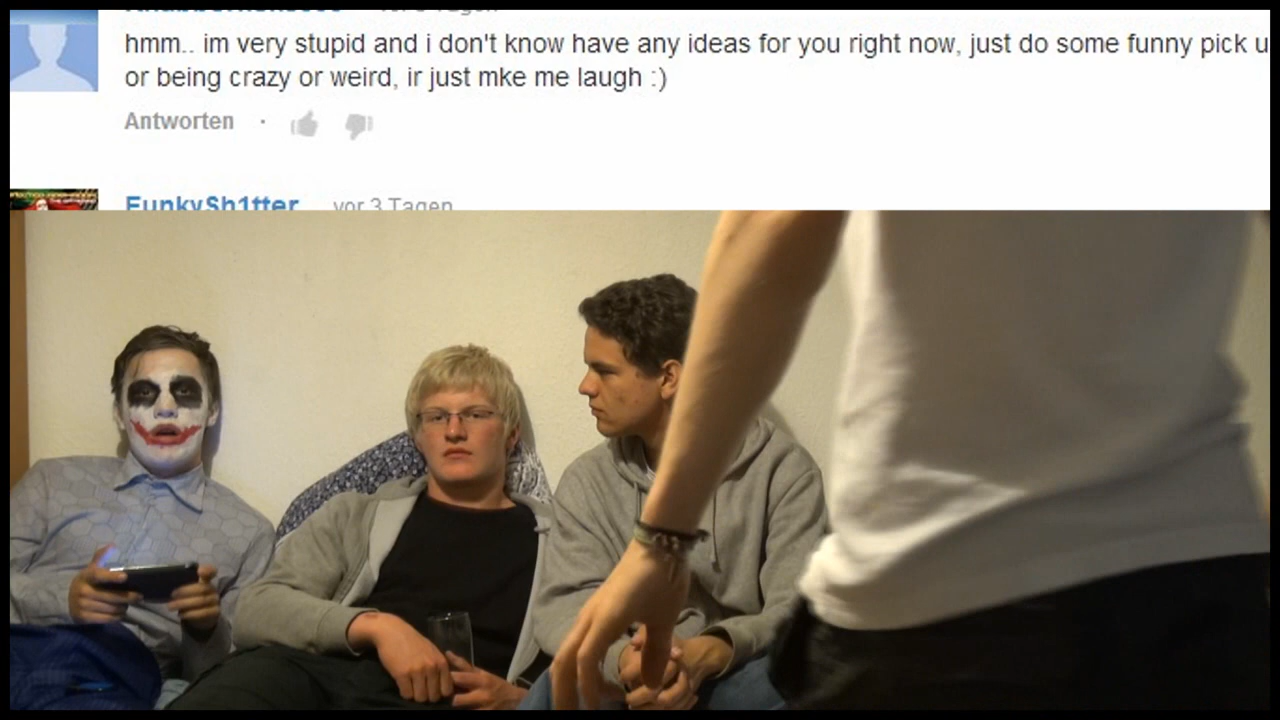 hmm.. im very stupid and i don't know have any ideas for you right now, just do some funny pick u
or being crazy or weird, ir just mke me laugh :)
Antworten ·
FunkySh1tter vor 3 Tagen